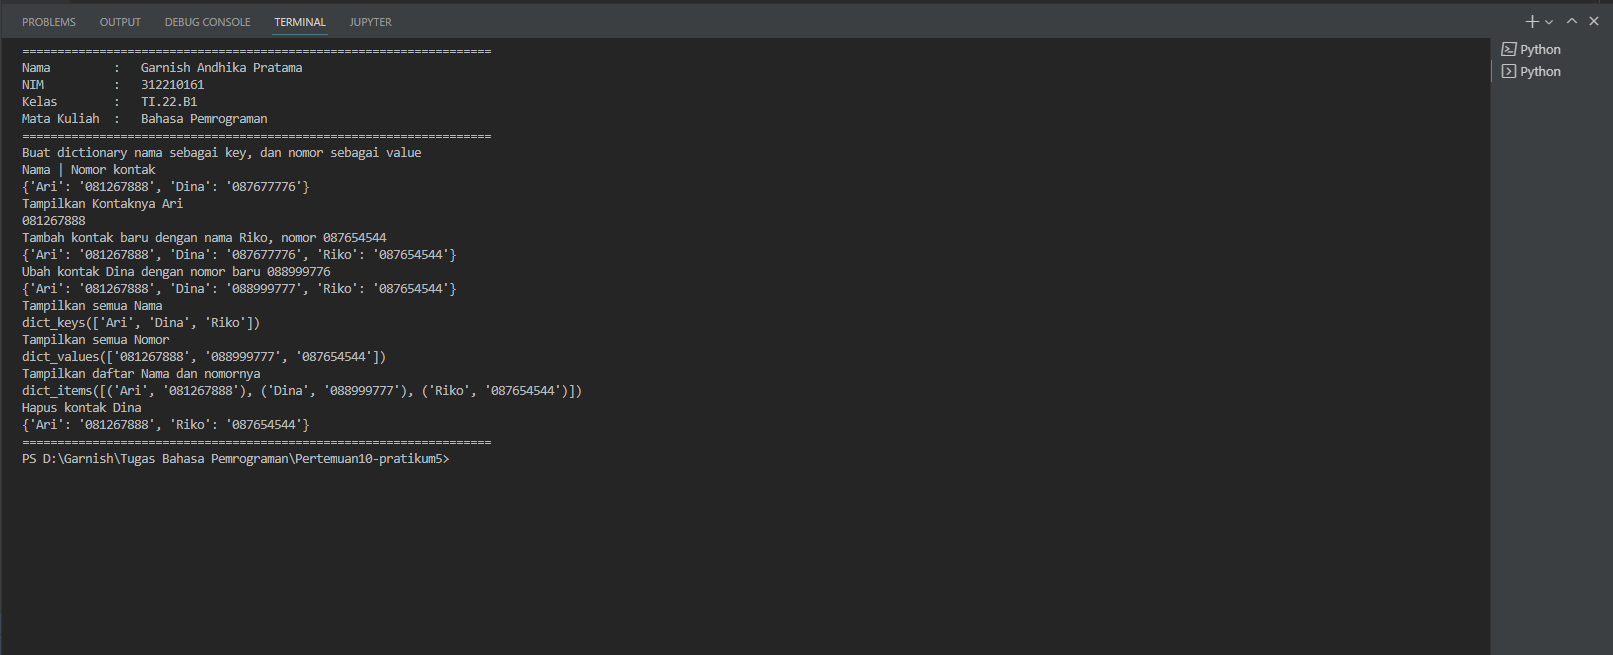 PROBLEMS OUTPUT DEBUG CONSOLE TERMINAL JUPYTER
===================================================================
Nama         :   Garnish Andhika Pratama
NIM          :   312210161
Kelas        :   TI.22.B1
Mata Kuliah  :   Bahasa Pemrograman
===================================================================
Buat dictionary nama sebagai key, dan nomor sebagai value
Nama | Nomor kontak
{'Ari': '081267888', 'Dina': '087677776'}
Tampilkan Kontaknya Ari
081267888
Tambah kontak baru dengan nama Riko, nomor 087654544
{'Ari': '081267888', 'Dina': '087677776', 'Riko': '087654544'}
Ubah kontak Dina dengan nomor baru 088999776
{'Ari': '081267888', 'Dina': '088999777', 'Riko': '087654544'}
Tampilkan semua Nama
dict_keys(['Ari', 'Dina', 'Riko'])
Tampilkan semua Nomor
dict_values(['081267888', '088999777', '087654544'])
Tampilkan daftar Nama dan nomornya
dict_items([('Ari', '081267888'), ('Dina', '088999777'), ('Riko', '087654544')])
Hapus kontak Dina
{'Ari': '081267888', 'Riko': '087654544'}
===================================================================
PS D:\Garnish\Tugas Bahasa Pemrograman\Pertemuan10-pratikum5>
Python
Python